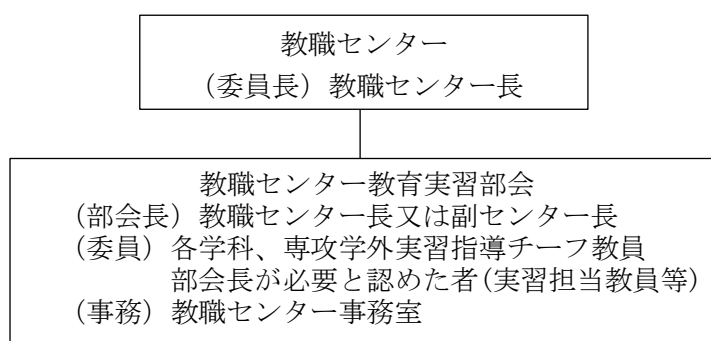 教職センター
（委員長）教職センター長
教職センター教育実習部会
（部会長）教職センター長又は副センター長
（委員）各学科、専攻学外実習指導チーフ教員
部会長が必要と認めた者(実習担当教員等)
（事務）教職センター事務室